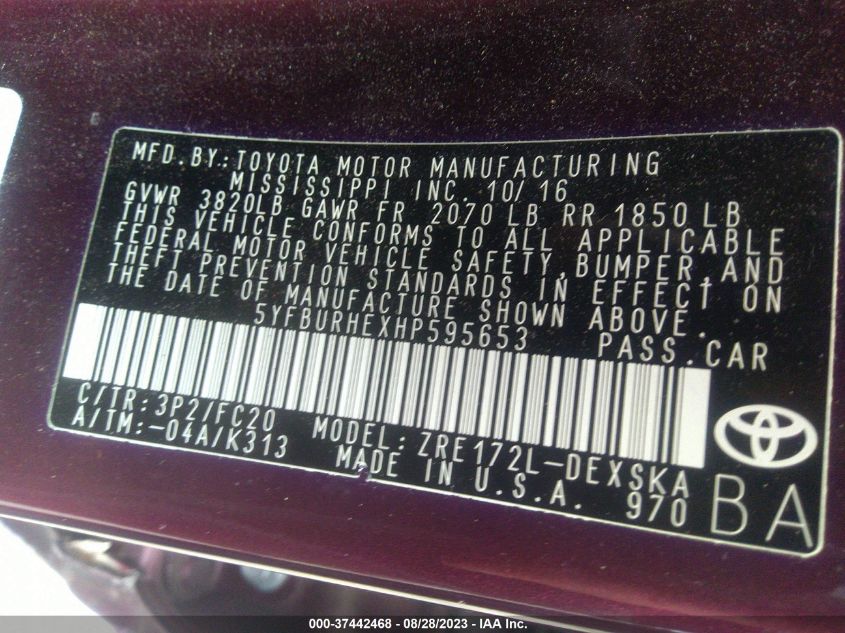 MFD.BY:TOYOTA MOTOR MANUFACTURING
MISSISSIPPI INC. 10/16
GVWR 3820LB GAWR FR 2070 LB RR 1850 LB
THIS VEHICLE CONFORMS TO ALL APPLICABLE
FEDERAL MOTOR VEHICLE SAFETY,BUMPER,AND
THEFT PREVENTION STANDARDS IN EFFECT ON
THE DATE OF MANUFACTURE SHOWN ABOVE.
5YFBURHEXHP595653 PASS.CAR
C/TR:3P2/FC20
A/TM:-04A/K313
MODEL:ZRE172L-DEXSKA
MADE IN U.S.A. 970
BA
000-37442468 / 08/28/2023 - IAA Inc.